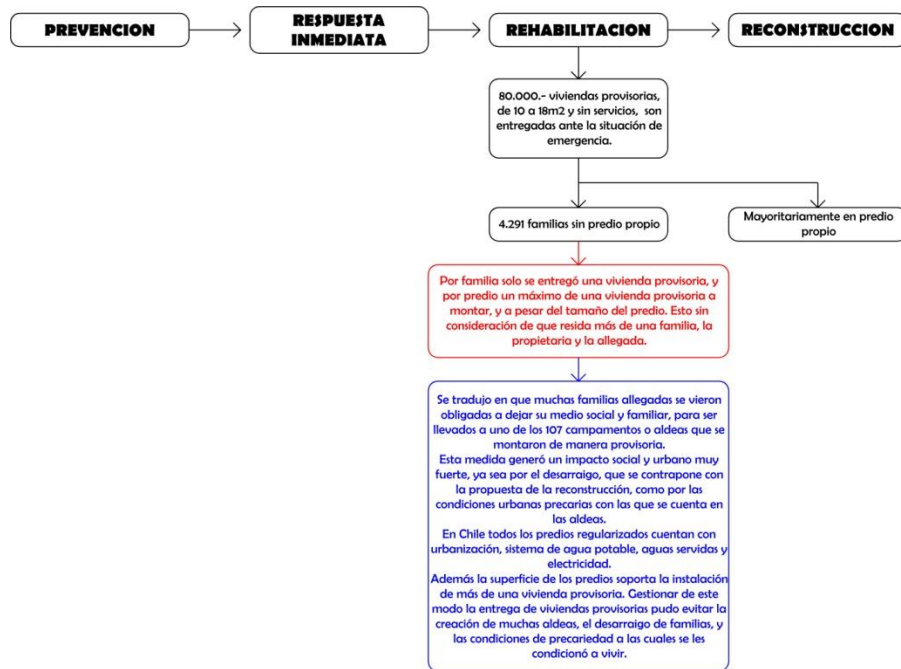 PREVENCION
RESPUESTA
INMEDIATA
REHABILITACION
RECONSTRUCCION
80.000.- viviendas provisorias,
de 10 a 18m2 y sin servicios, son
entregadas ante la situación de
emergencia.
4.291 familias sin predio propio
Mayoritariamente en predio
propio
Por familia solo se entregó una vivienda provisoria, y
por predio un máximo de una vivienda provisoria a
montar, y a pesar del tamaño del predio. Esto sin
consideración de que resida más de una familia, la
propietaria y la allegada.
Se tradujo en que muchas familias allegadas se vieron
obligadas a dejar su medio social y familiar, para ser
llevados a uno de los 107 campamentos o aldeas que se
montaron de manera provisoria.
Esta medida generó un impacto social y urbano muy
fuerte, ya sea por el desarraigo, que se contrapone con
la propuesta de la reconstrucción, como por las
condiciones urbanas precarias con las que se cuenta en
las aldeas.
En Chile todos los predios regularizados cuentan con
urbanización, sistema de agua potable, aguas servidas y
electricidad.
Además la superficie de los predios soporta la instalación
de más de una vivienda provisoria. Gestionar de este
modo la entrega de viviendas provisorias pudo evitar la
creación de muchas aldeas, el desarraigo de familias, y
las condiciones de precariedad a las cuales se les
condicionó a vivir.